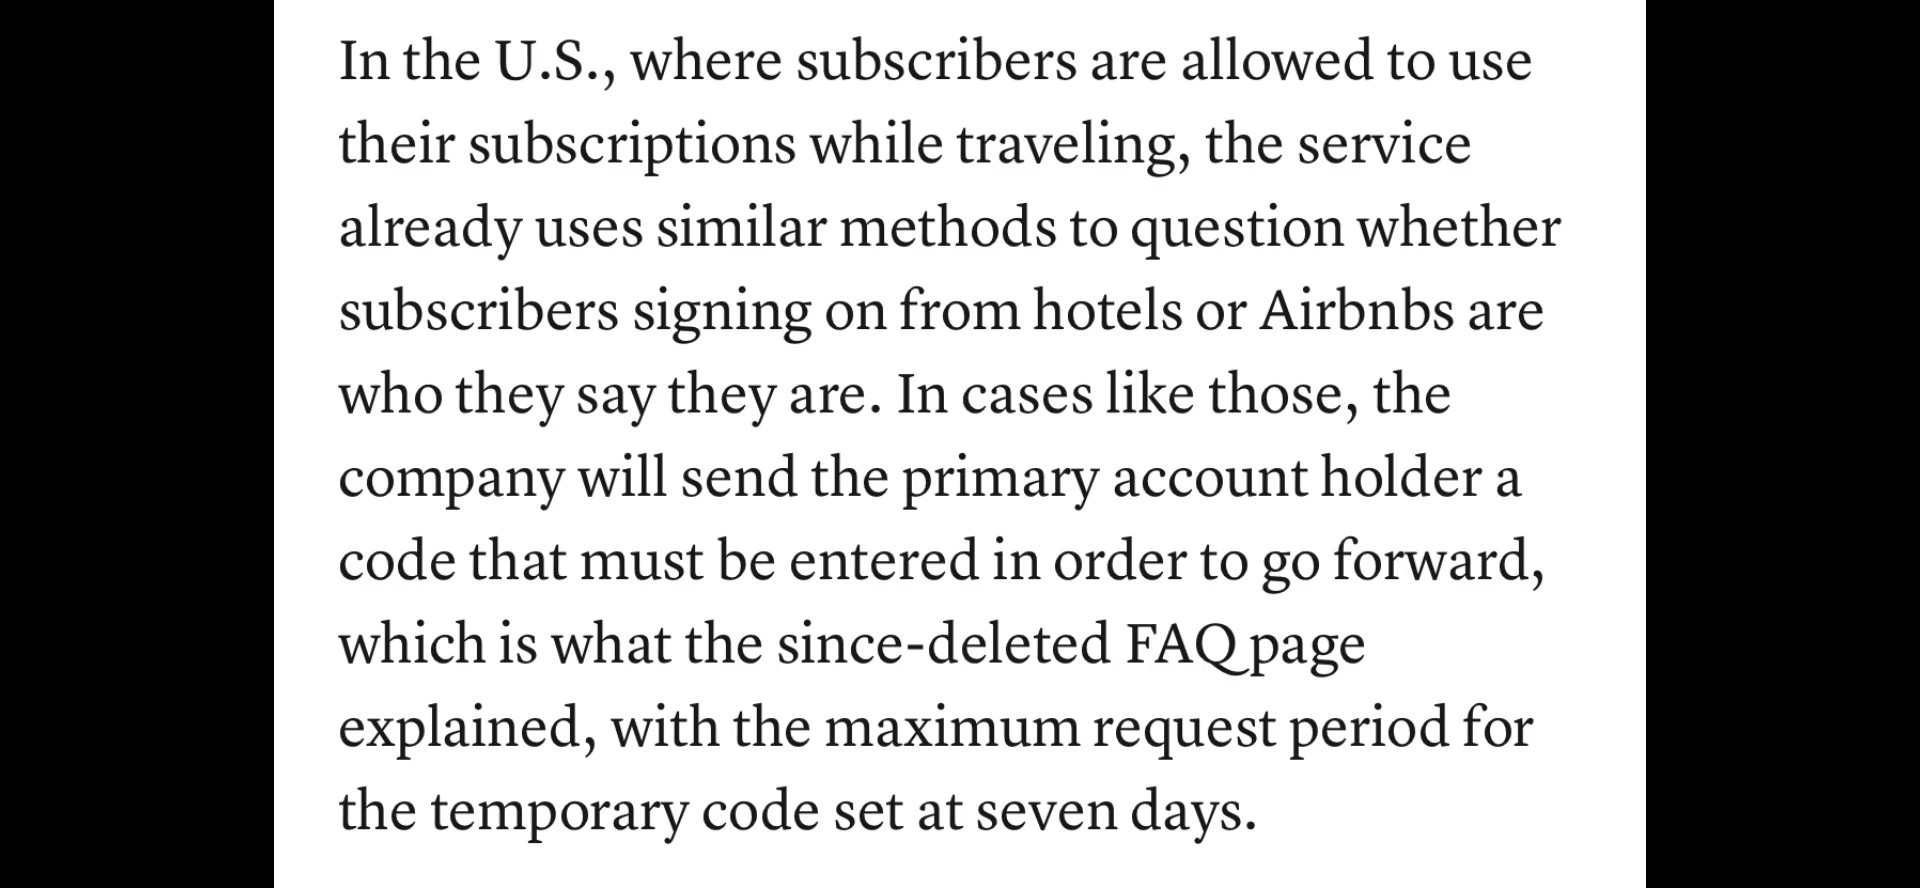 In the U.S., where subscribers are allowed to use
their subscriptions while traveling, the service
already uses similar methods to question whether
subscribers signing on from hotels or Airbnbs are
who they say they are. In cases like those, the
company will send the primary account holder a
code that must be entered in order to go forward,
which is what the since-deleted FAQ page
explained, with the maximum request period for
the temporary code set at seven days.